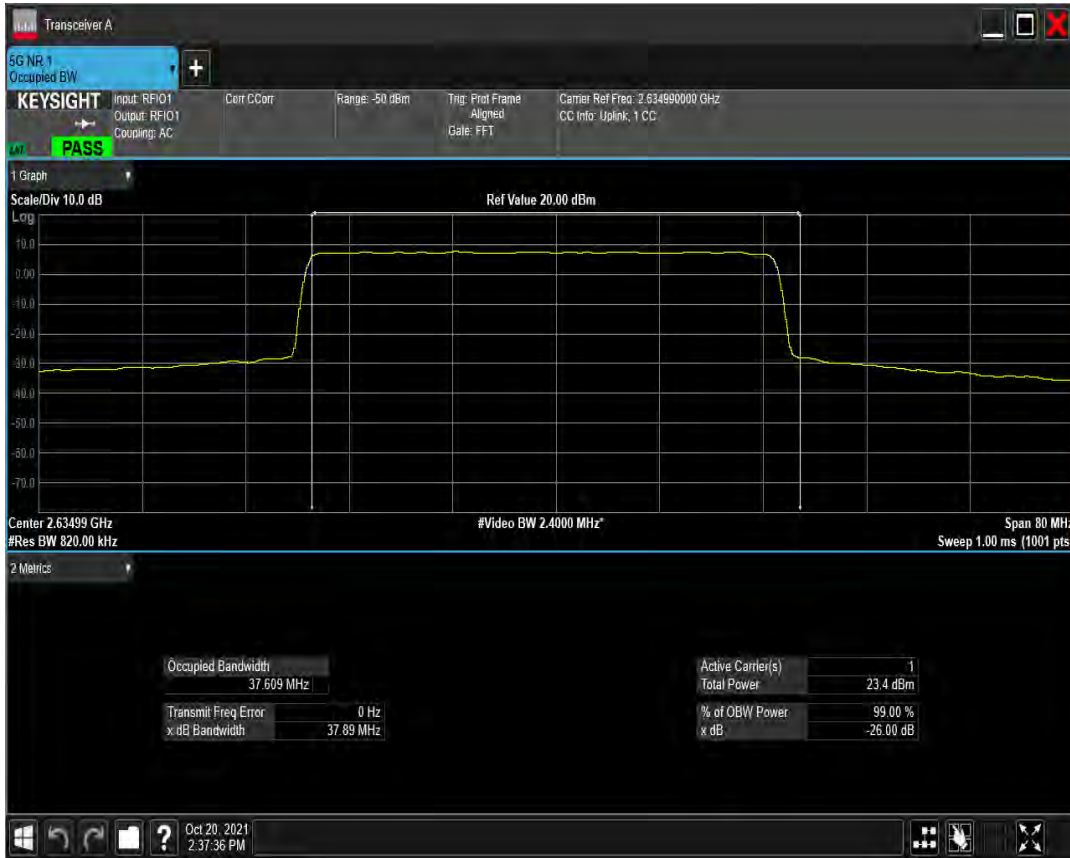 Transceiver A
5G NR 1
Occupied BW
KEYSIGHT
Input: RFIO1
Output: RFIO1
Coupling: AC
Corr CCorr
Range: -50 dBm
Trig: Prot Frame
Aligned
Gate: FFT
Carrier Ref Freq: 2.634990000 GHz
CC Info: Uplink, 1 CC
PASS
1 Graph
Scale/Div 10.0 dB
Ref Value 20.00 dBm
Log
10.0
0.00
-10.0
-20.0
-30.0
-40.0
-50.0
-60.0
-70.0
Center 2.63499 GHz
#Video BW 2.4000 MHz*
Span 80 MHz
#Res BW 820.00 kHz
Sweep 1.00 ms (1001 pts
2 Metrics
Occupied Bandwidth
37.609 MHz
Transmit Freq Error 0 Hz
x dB Bandwidth 37.89 MHz
Active Carrier(s) 1
Total Power 23.4 dBm
% of OBW Power 99.00 %
x dB -26.00 dB
Oct 20, 2021
2:37:36 PM